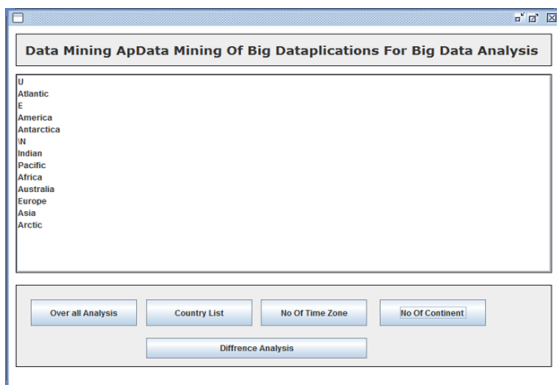 Data Mining ApData Mining Of Big Dataplications For Big Data Analysis
U
Atlantic
E
America
Antarctica
\N
Indian
Pacific
Africa
Australia
Europe
Asia
Arctic
Over all Analysis
Country List
No Of Time Zone
No Of Continent
Diffrence Analysis